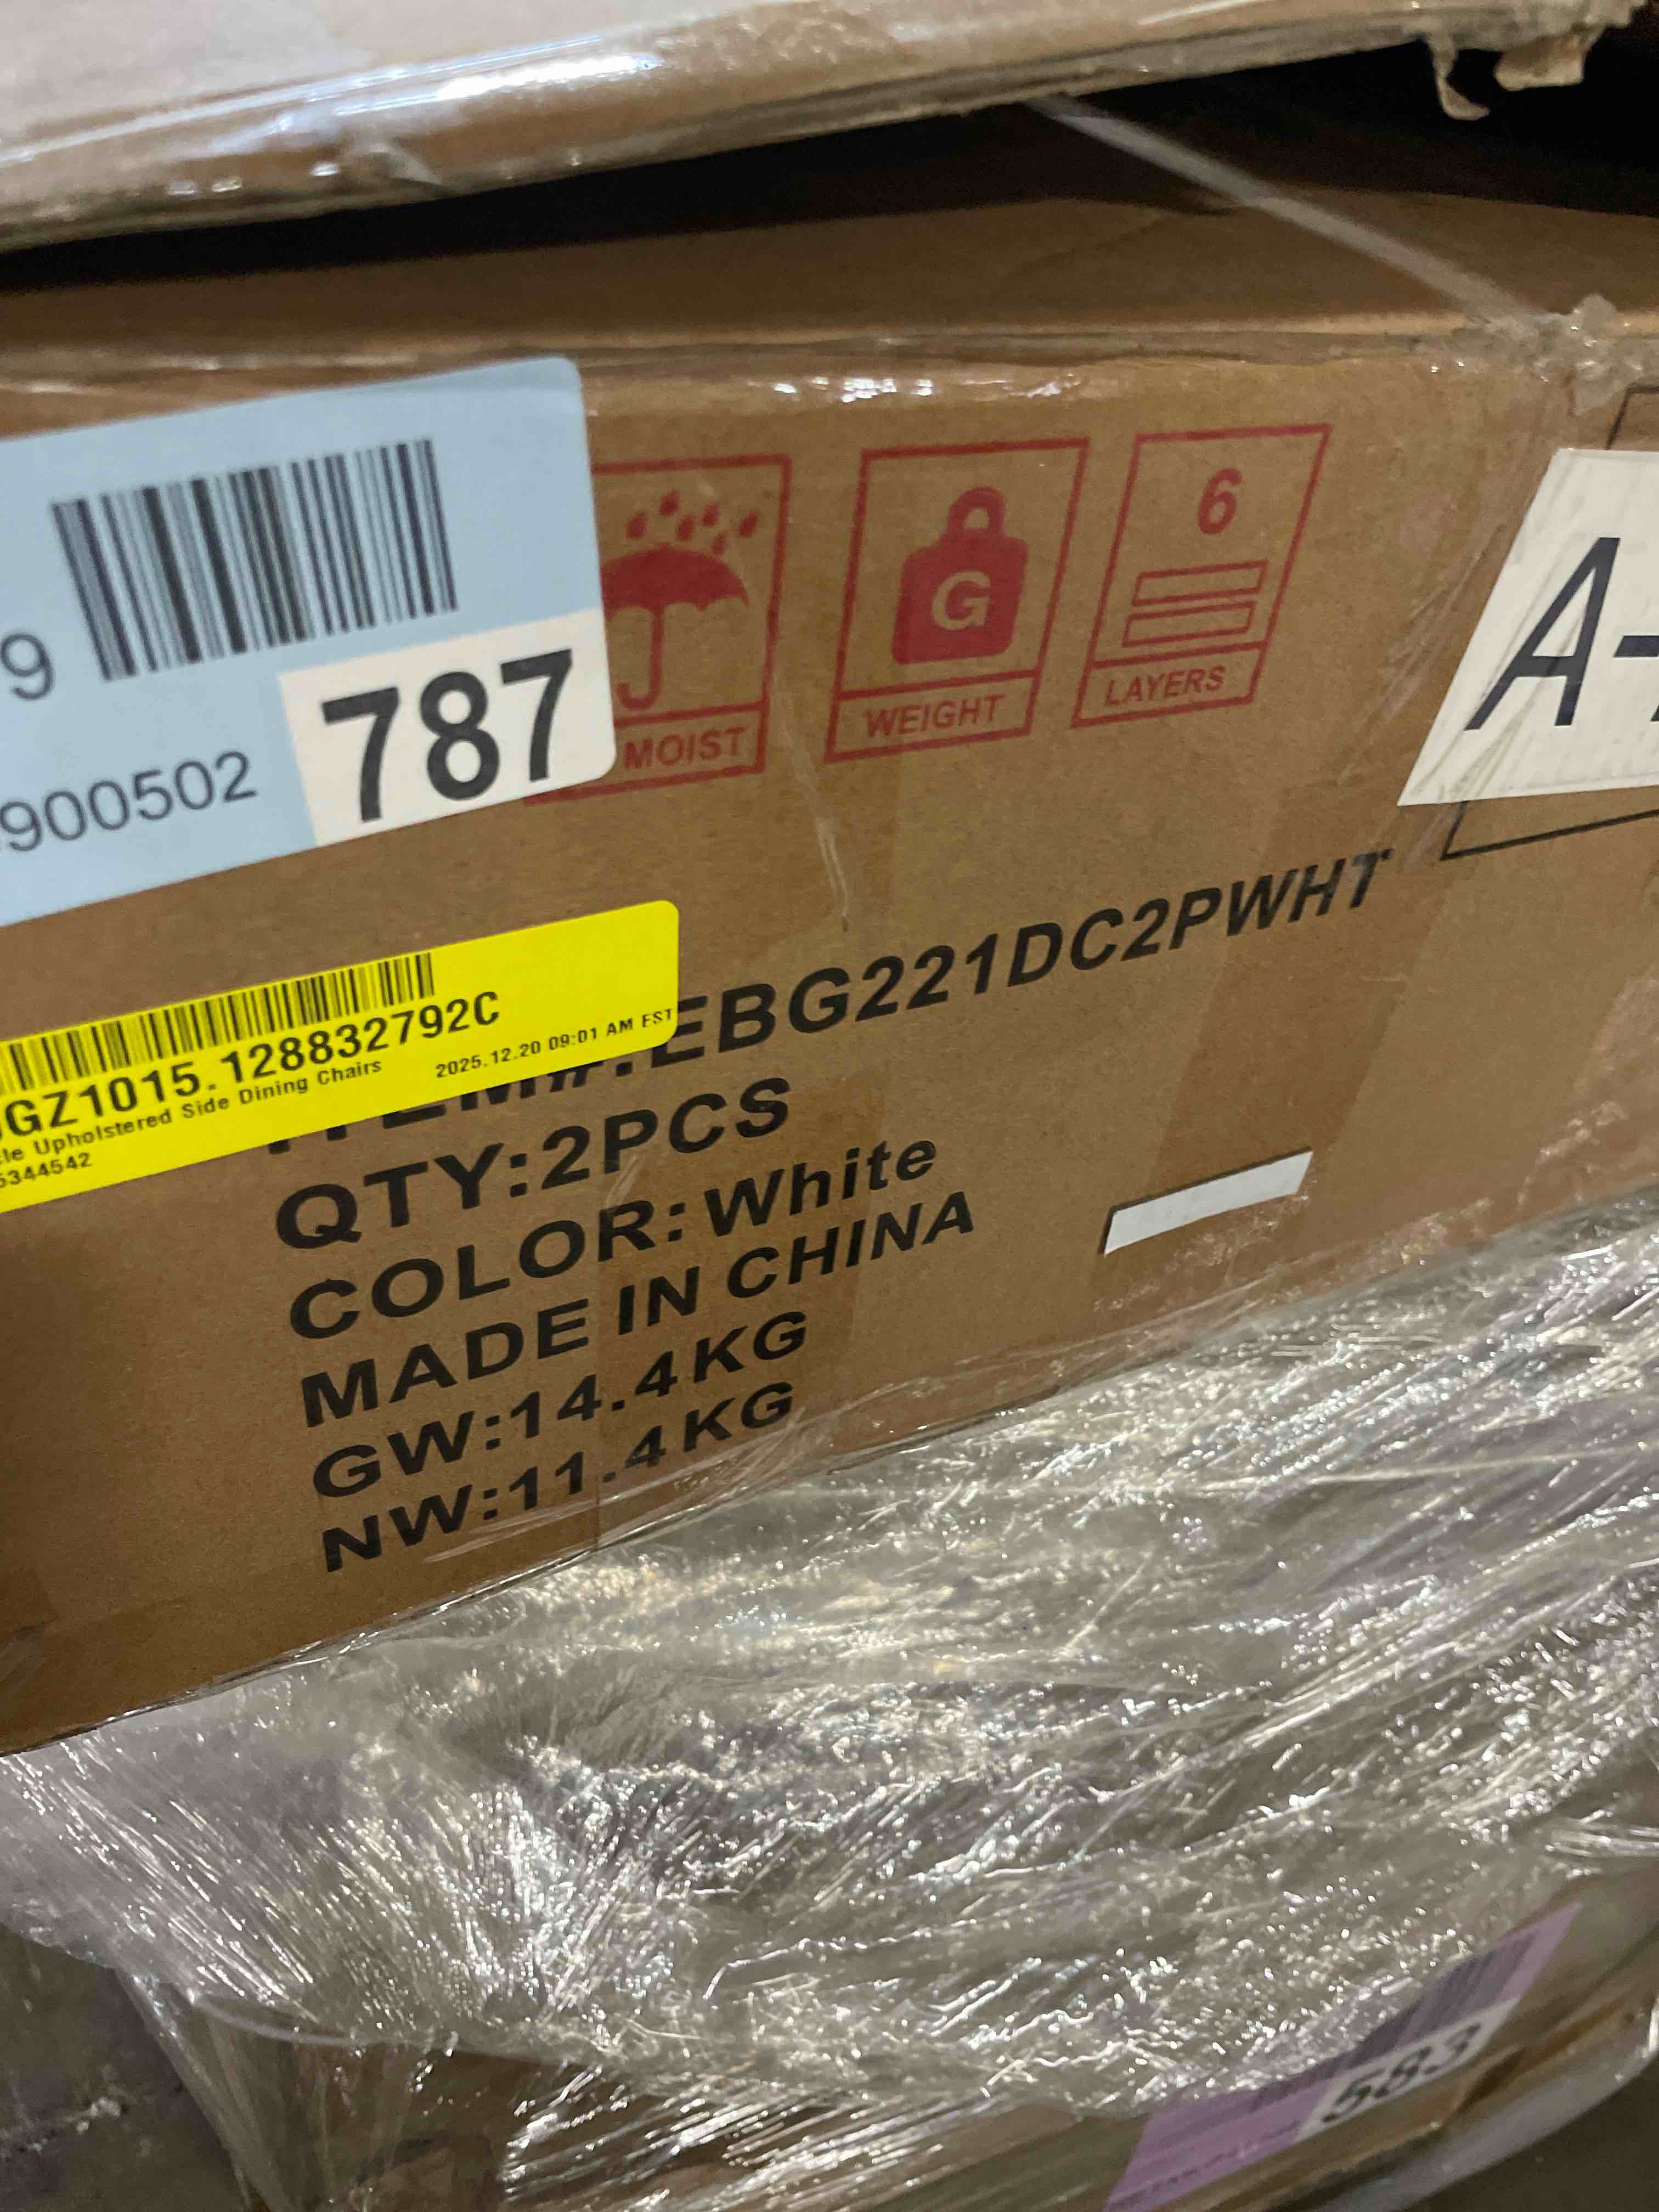 9
900502
787
MOIST
G
WEIGHT
6
LAYERS
A-
GZ1015.128832792C
Upholstered Side Dining Chairs
2025.12.20 09:01 AM EST
5344542
ITEM#:EBG221DC2PWHT
QTY:2PCS
COLOR:White
MADE IN CHINA
GW:14.4KG
NW:11.4KG
583